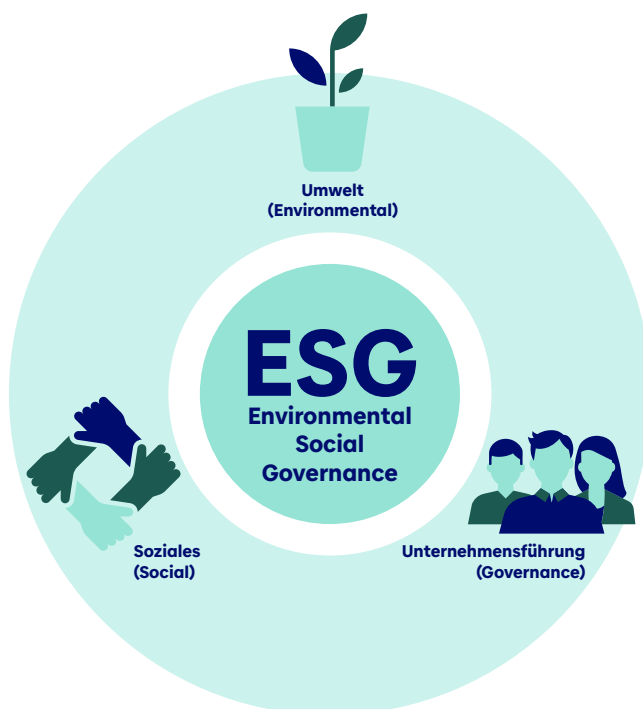 Umwelt
(Environmental)
ESG
Environmental
Social
Governance
Soziales
(Social)
Unternehmensführung
(Governance)